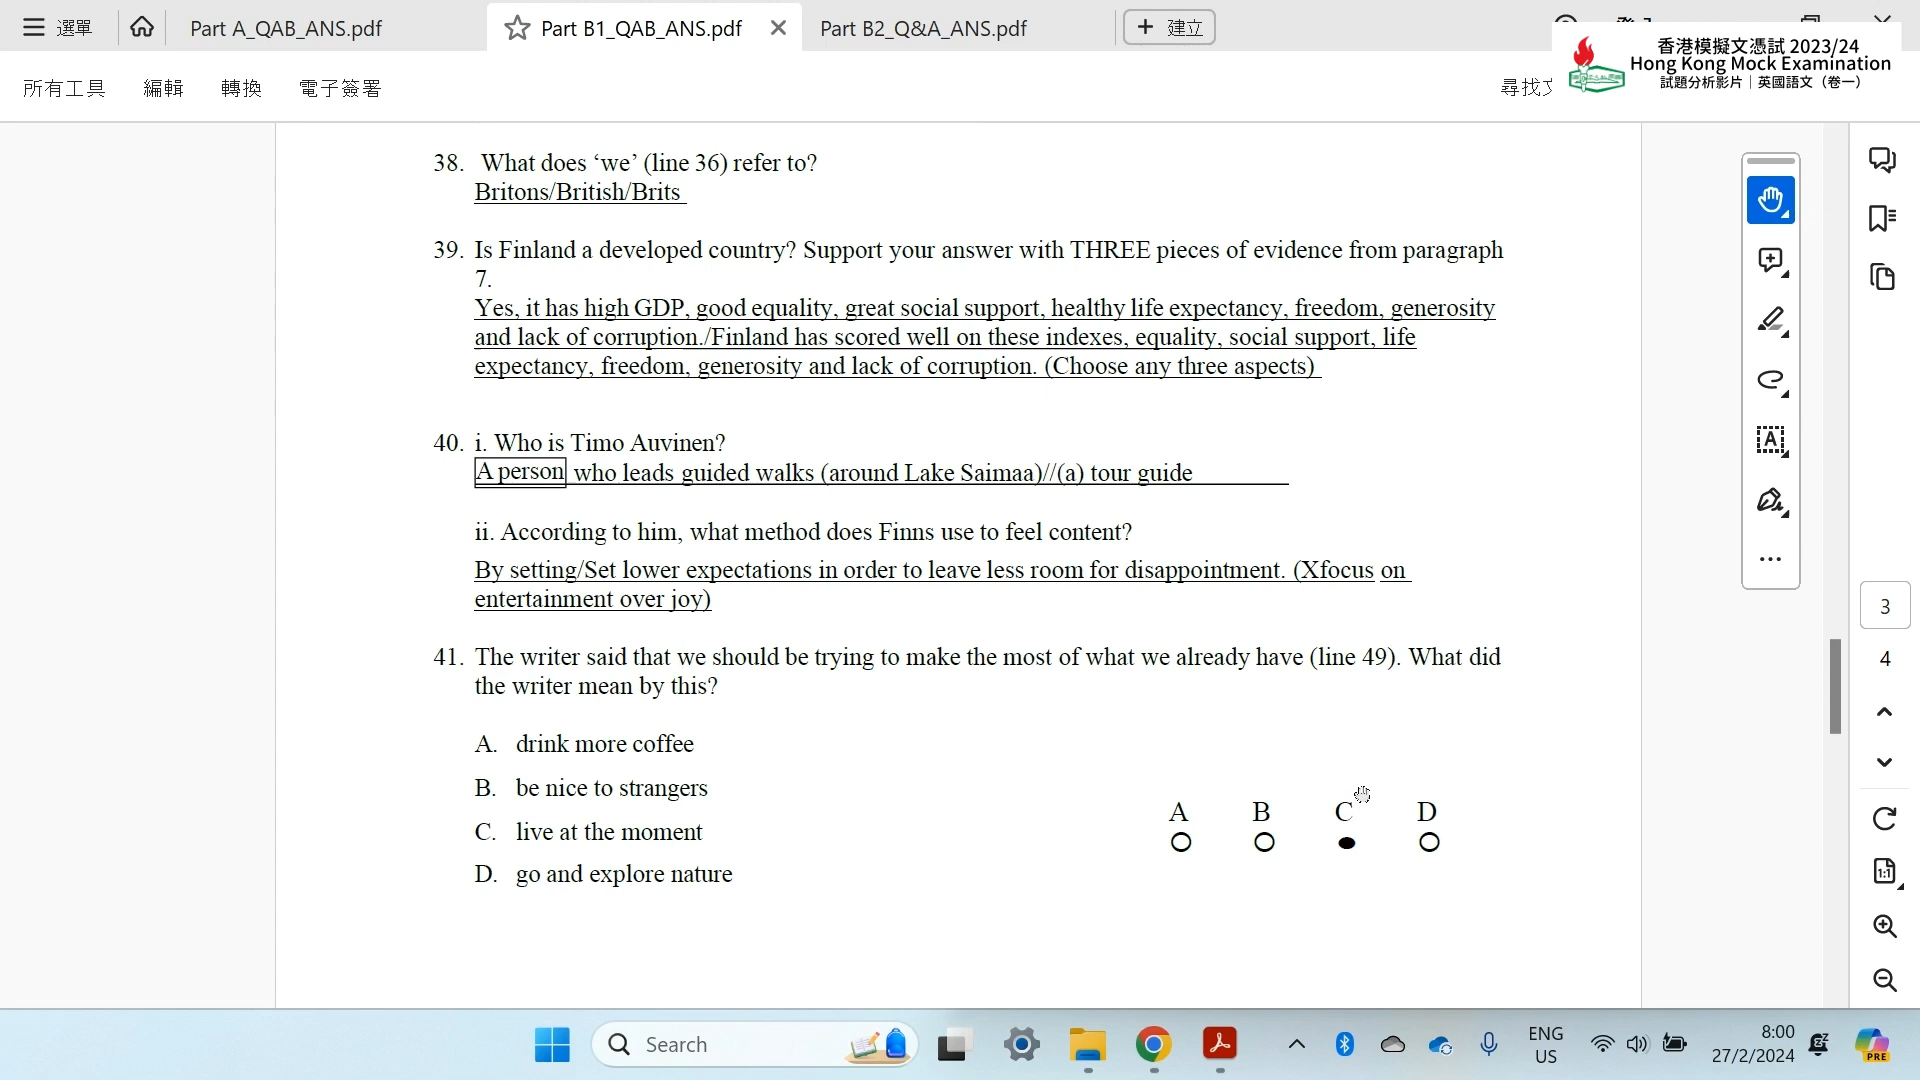 選單
Part A_QAB_ANS.pdf
Part B1_QAB_ANS.pdf
Part B2_Q&A_ANS.pdf
建立
所有工具
編輯
轉換
電子簽署
尋找文
香港模擬文憑試 2023/24
Hong Kong Mock Examination
試題分析影片｜英國語文（卷一）
38. What does ‘we’ (line 36) refer to?
Britons/British/Brits
39. Is Finland a developed country? Support your answer with THREE pieces of evidence from paragraph
7.
Yes, it has high GDP, good equality, great social support, healthy life expectancy, freedom, generosity
and lack of corruption./Finland has scored well on these indexes, equality, social support, life
expectancy, freedom, generosity and lack of corruption. (Choose any three aspects)
40. i. Who is Timo Auvinen?
A person who leads guided walks (around Lake Saimaa)//(a) tour guide
ii. According to him, what method does Finns use to feel content?
By setting/Set lower expectations in order to leave less room for disappointment. (Xfocus on
entertainment over joy)
41. The writer said that we should be trying to make the most of what we already have (line 49). What did
the writer mean by this?
A. drink more coffee
B. be nice to strangers
C. live at the moment
D. go and explore nature
A B C D
3
4
1:1
Search
ENG
US
8:00
27/2/2024
PRE